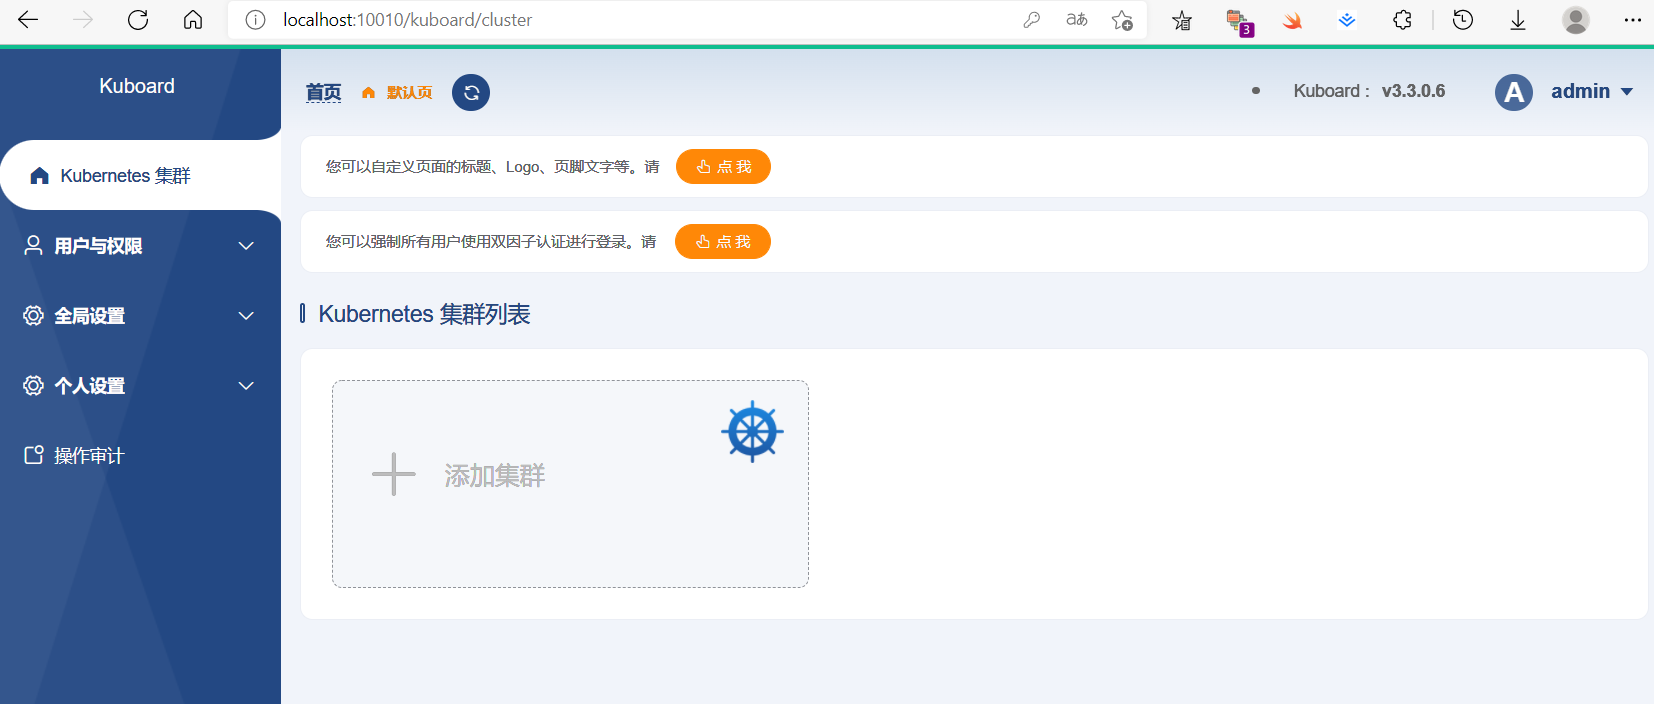 localhost:10010/kuboard/cluster
aあ
3
Kuboard
首页 默认页
Kuboard : v3.3.0.6
A admin
Kubernetes 集群
用户与权限
全局设置
个人设置
操作审计
您可以自定义页面的标题、Logo、页脚文字等。请 点 我
您可以强制所有用户使用双因子认证进行登录。请 点 我
Kubernetes 集群列表
添加集群